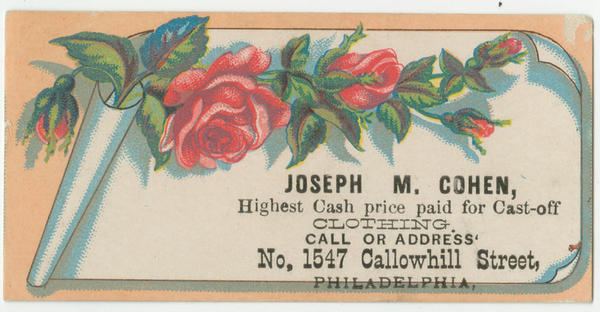 JOSEPH M. COHEN,
Highest Cash price paid for Cast-off
CLOTHING.
CALL OR ADDRESS'
No, 1547 Callowhill Street,
PHILADELPHIA,